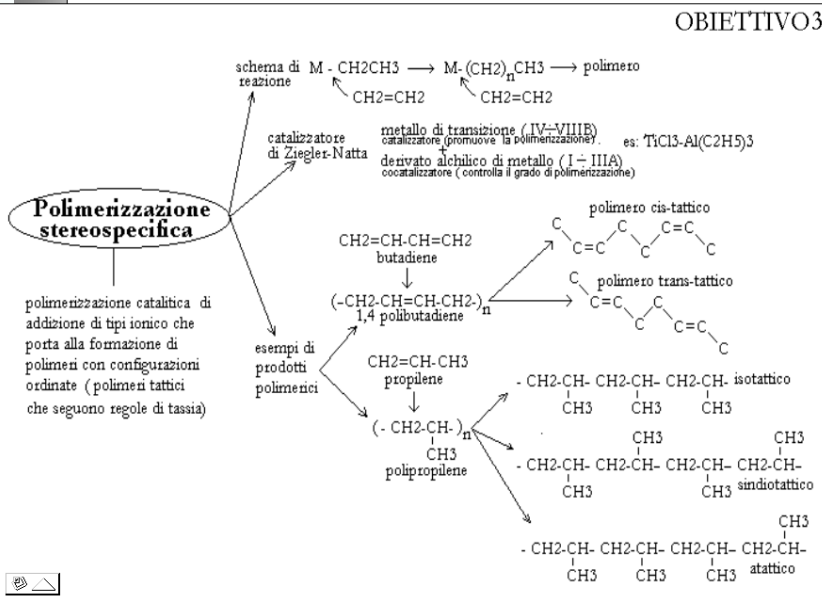 OBIETTIVO3
schema di reazione
M - CH2CH3 → M-(CH2)nCH3 → polimero
CH2=CH2 CH2=CH2
catalizzatore di Ziegler-Natta
metallo di transizione ( IV÷VIIIB)
catalizzatore (promuove la polimerizzazione).
+
derivato alchilico di metallo ( I ÷ IIIA)
cocatalizzatore ( controlla il grado di polimerizzazione)
es: TiCl3-Al(C2H5)3
Polimerizzazione
stereospecifica
polimerizzazione catalitica di
addizione di tipi ionico che
porta alla formazione di
polimeri con configurazioni
ordinate ( polimeri tattici
che seguono regole di tassia)
esempi di
prodotti
polimerici
CH2=CH-CH=CH2
butadiene
(-CH2-CH=CH-CH2-)n
1,4 polibutadiene
polimero cis-tattico
C C C=C
C=C C C
polimero trans-tattico
C
C=C C
C C=C
C
CH2=CH-CH3
propilene
(- CH2-CH- )n
CH3
polipropilene
- CH2-CH- CH2-CH- CH2-CH- isotattico
CH3 CH3 CH3
CH3 CH3
- CH2-CH- CH2-CH- CH2-CH- CH2-CH-
CH3 CH3 sindiotattico
CH3
- CH2-CH- CH2-CH- CH2-CH- CH2-CH-
CH3 CH3 CH3 atattico